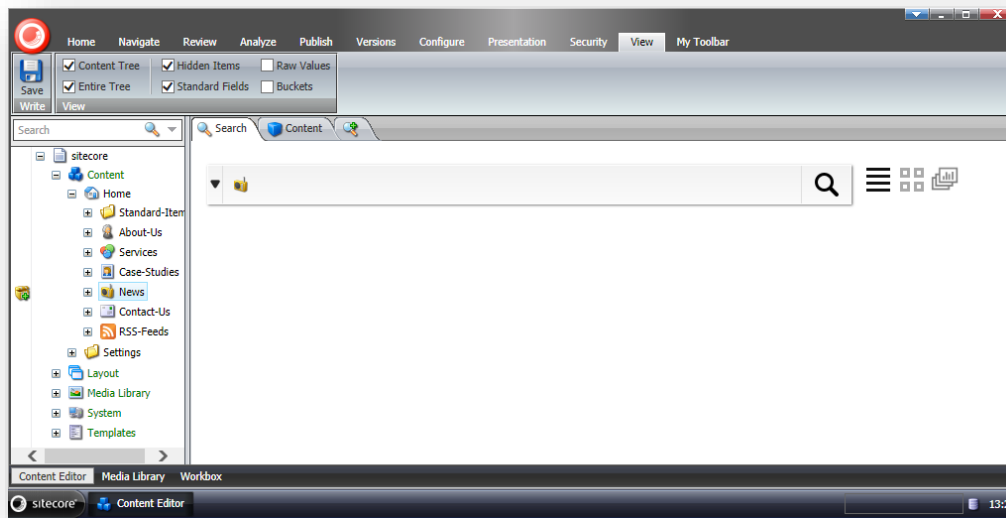 Home Navigate Review Analyze Publish Versions Configure Presentation Security View My Toolbar
Content Tree Hidden Items Raw Values
Save Entire Tree Standard Fields Buckets
Write View
Search Search Content
sitecore
Content
Home
Standard-Item
About-Us
Services
Case-Studies
News
Contact-Us
RSS-Feeds
Settings
Layout
Media Library
System
Templates
Content Editor Media Library Workbox
sitecore Content Editor